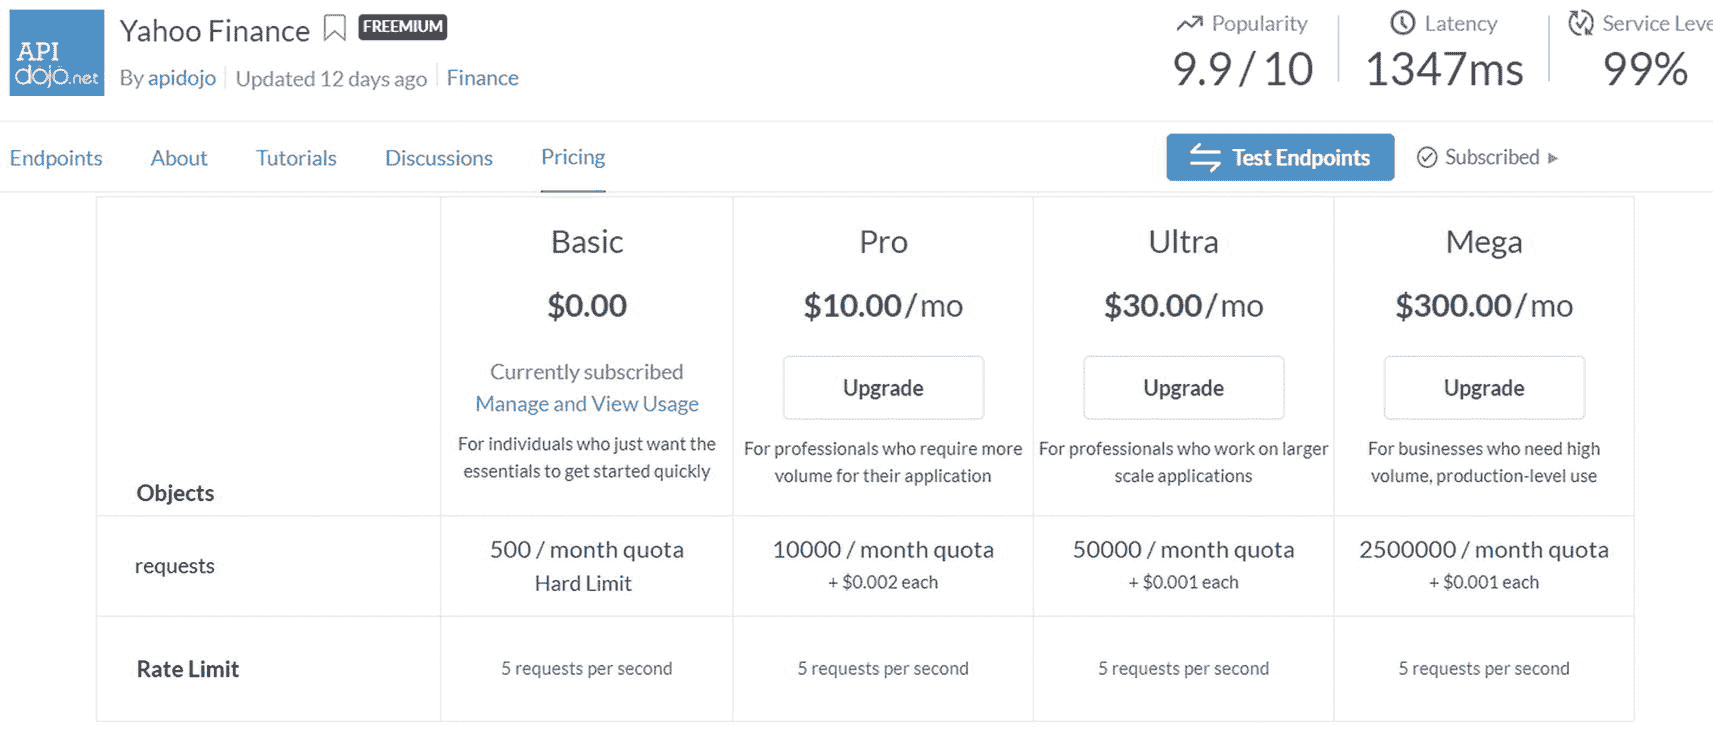 API
dojo.net
Yahoo Finance FREEMIUM
By apidojo Updated 12 days ago Finance
Popularity
9.9/10
Latency
1347ms
Service Leve
99%
Endpoints About Tutorials Discussions Pricing
Test Endpoints Subscribed
Objects
Basic
$0.00
Currently subscribed
Manage and View Usage
For individuals who just want the
essentials to get started quickly
Pro
$10.00/mo
Upgrade
For professionals who require more
volume for their application
Ultra
$30.00/mo
Upgrade
For professionals who work on larger
scale applications
Mega
$300.00/mo
Upgrade
For businesses who need high
volume, production-level use
requests
500 / month quota
Hard Limit
10000 / month quota
+ $0.002 each
50000 / month quota
+ $0.001 each
2500000 / month quota
+ $0.001 each
Rate Limit
5 requests per second
5 requests per second
5 requests per second
5 requests per second